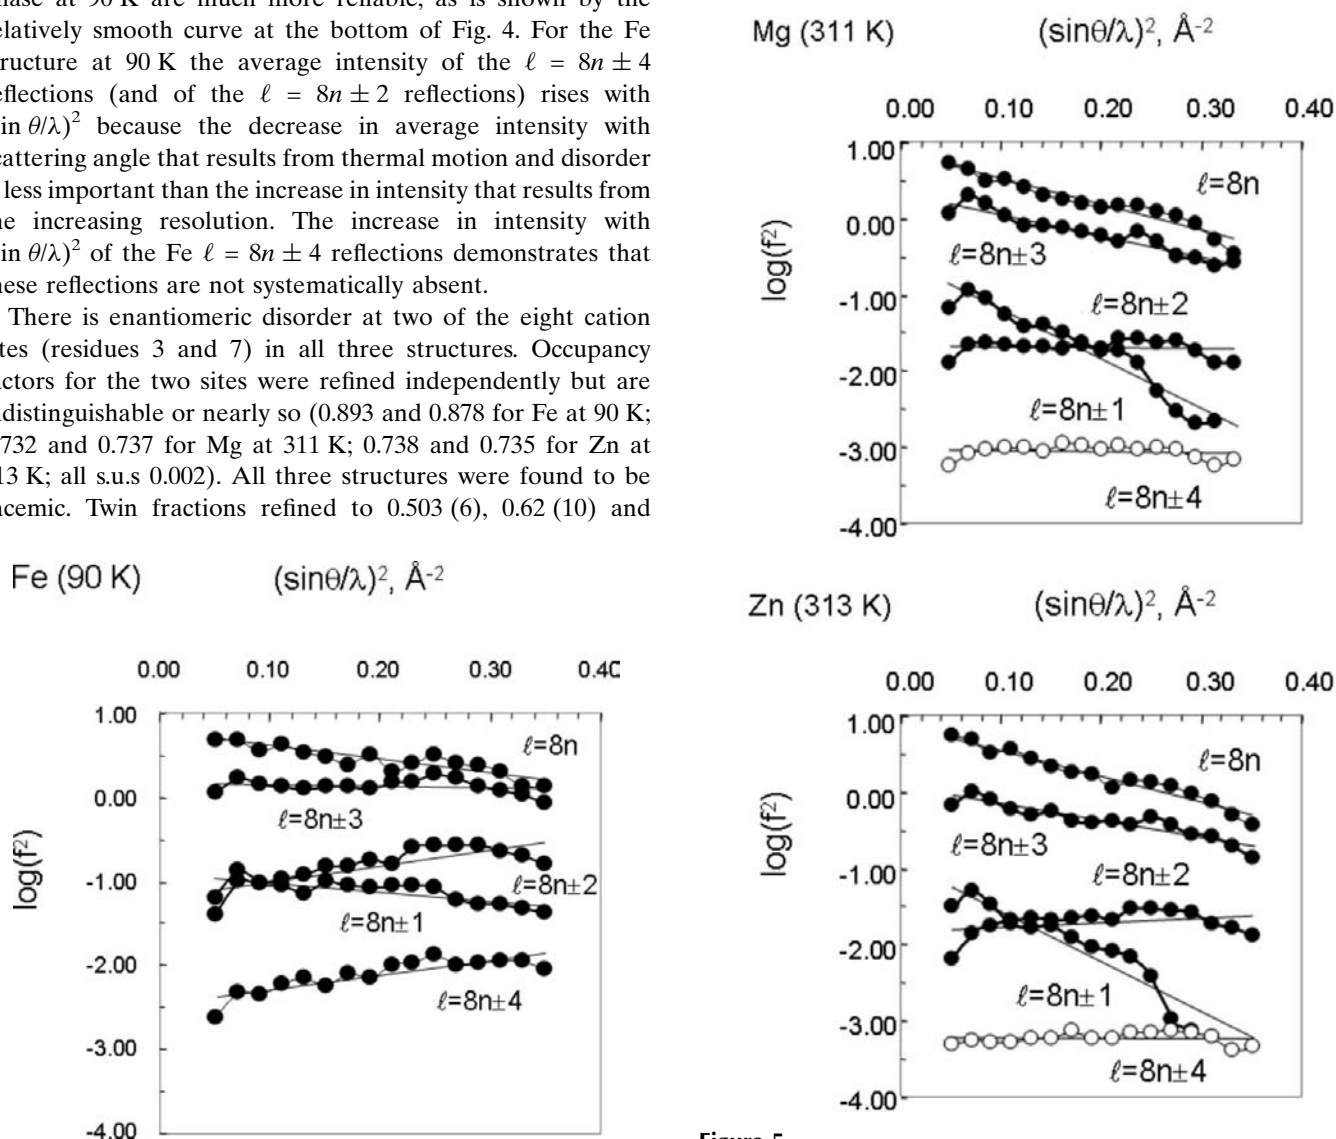 phase at 90 K are much more reliable, as is shown by the
relatively smooth curve at the bottom of Fig. 4. For the Fe
structure at 90 K the average intensity of the ℓ = 8n ± 4
reflections (and of the ℓ = 8n ± 2 reflections) rises with
(sin θ/λ)² because the decrease in average intensity with
scattering angle that results from thermal motion and disorder
is less important than the increase in intensity that results from
the increasing resolution. The increase in intensity with
(sin θ/λ)² of the Fe ℓ = 8n ± 4 reflections demonstrates that
these reflections are not systematically absent.
There is enantiomeric disorder at two of the eight cation
sites (residues 3 and 7) in all three structures. Occupancy
factors for the two sites were refined independently but are
indistinguishable or nearly so (0.893 and 0.878 for Fe at 90 K;
0.732 and 0.737 for Mg at 311 K; 0.738 and 0.735 for Zn at
313 K; all s.u.s 0.002). All three structures were found to be
racemic. Twin fractions refined to 0.503 (6), 0.62 (10) and
Fe (90 K) (sinθ/λ)², Å⁻²
0.00 0.10 0.20 0.30 0.40
1.00
ℓ=8n
0.00
ℓ=8n±3
log(f²)
-1.00
ℓ=8n±2
ℓ=8n±1
-2.00
ℓ=8n±4
-3.00
-4.00
Mg (311 K) (sinθ/λ)², Å⁻²
0.00 0.10 0.20 0.30 0.40
1.00
ℓ=8n
0.00
log(f²)
ℓ=8n±3
-1.00
ℓ=8n±2
-2.00
ℓ=8n±1
-3.00
ℓ=8n±4
-4.00
Zn (313 K) (sinθ/λ)², Å⁻²
0.00 0.10 0.20 0.30 0.40
1.00
ℓ=8n
0.00
log(f²)
ℓ=8n±3
-1.00
ℓ=8n±2
-2.00
ℓ=8n±1
-3.00
ℓ=8n±4
-4.00
Figure 5